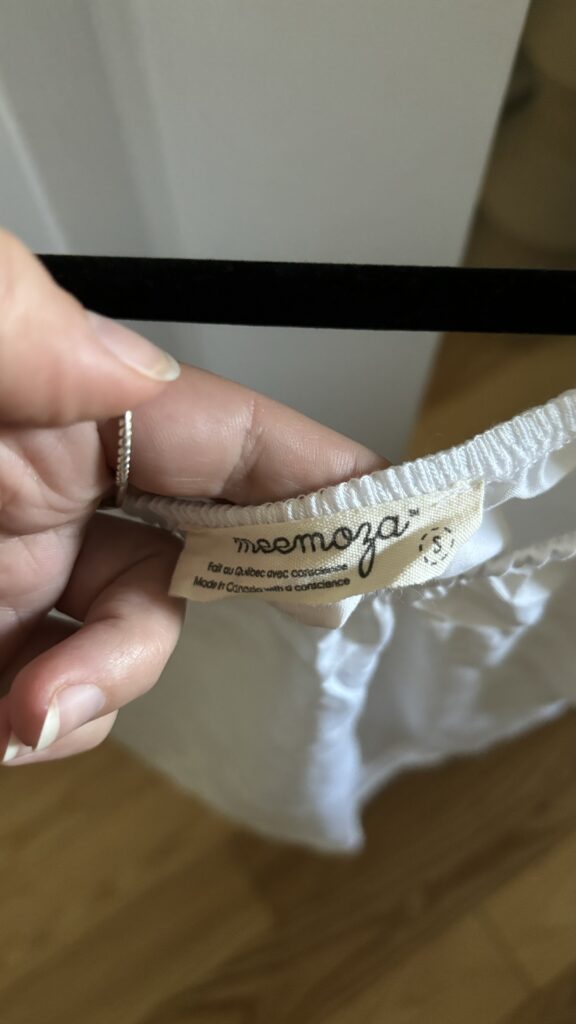 meemoza™
S
Fait au Québec avec conscience
Made in Canada with a conscience